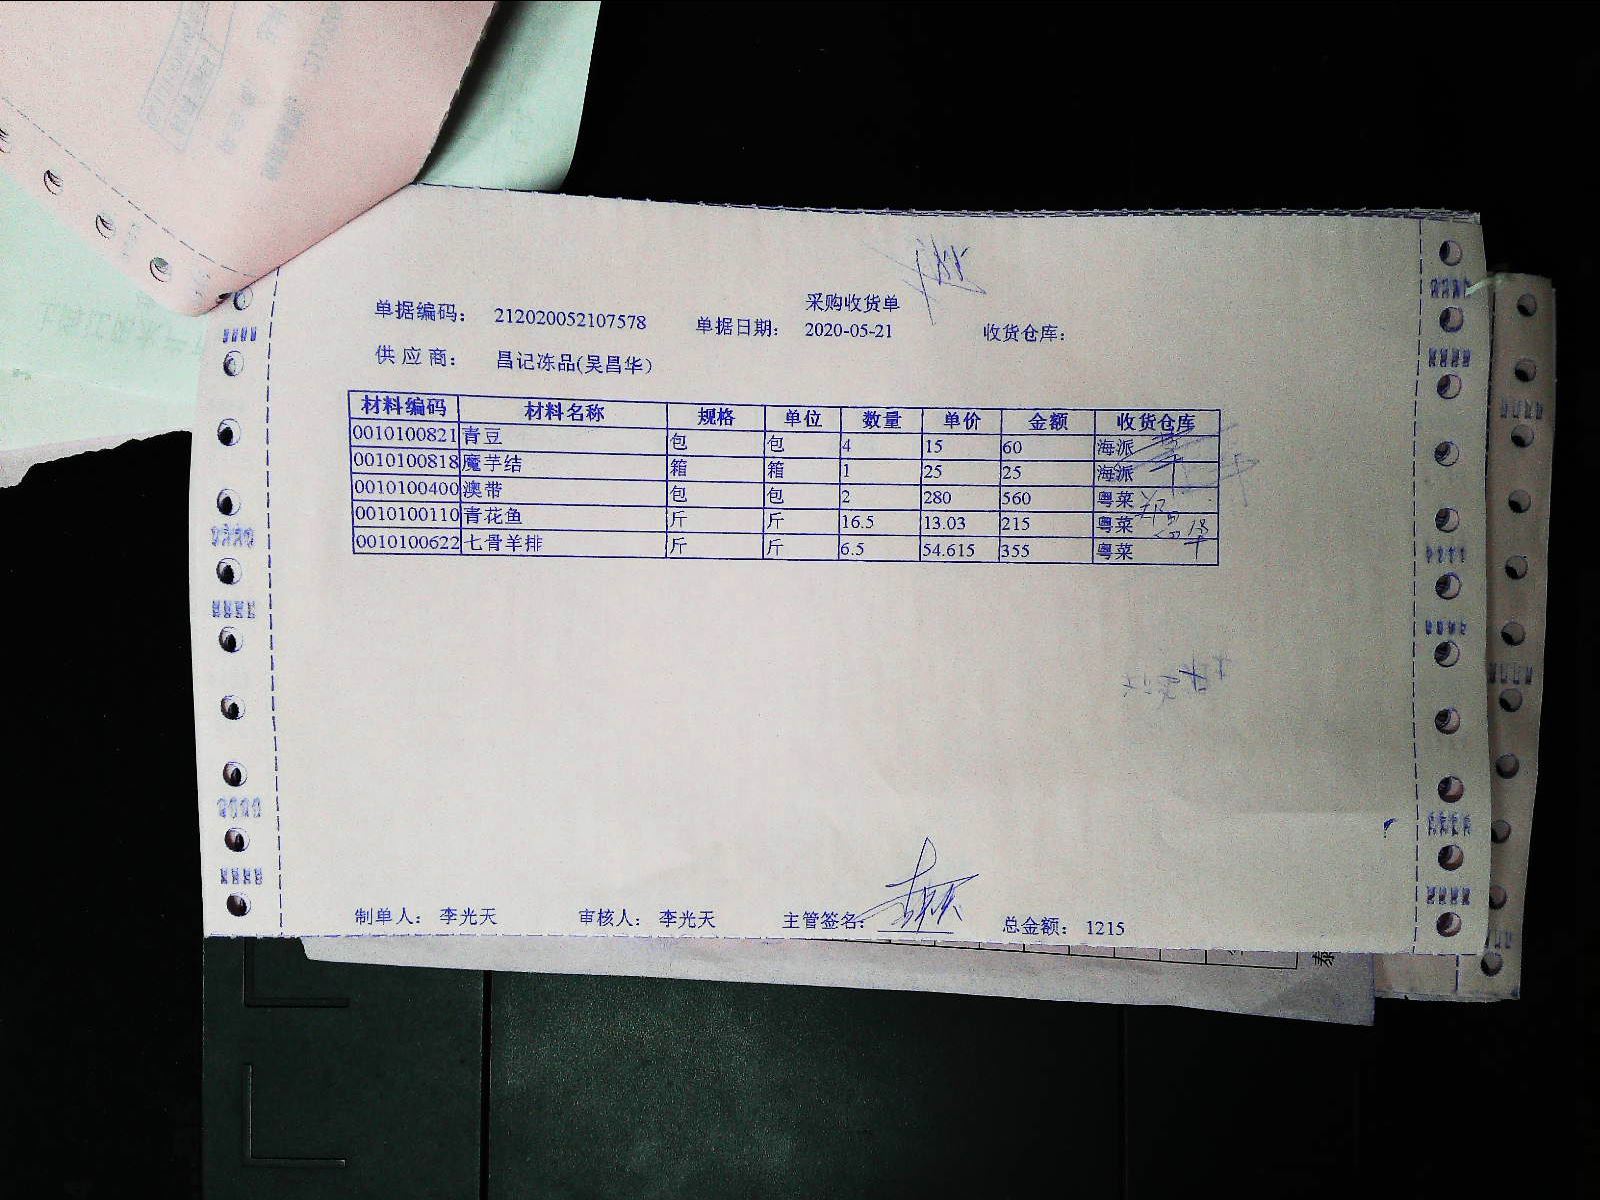 采购收货单
单据编码： 212020052107578 单据日期： 2020-05-21 收货仓库：
供应商： 昌记冻品(吴昌华)
材料编码 材料名称 规格 单位 数量 单价 金额 收货仓库
0010100821 青豆 包 包 4 15 60 海派
0010100818 魔芋结 箱 箱 1 25 25 海派
0010100400 澳带 包 包 2 280 560 粤菜
0010100110 青花鱼 斤 斤 16.5 13.03 215 粤菜
0010100622 七骨羊排 斤 斤 6.5 54.615 355 粤菜
制单人： 李光天 审核人： 李光天 主管签名： 总金额： 1215